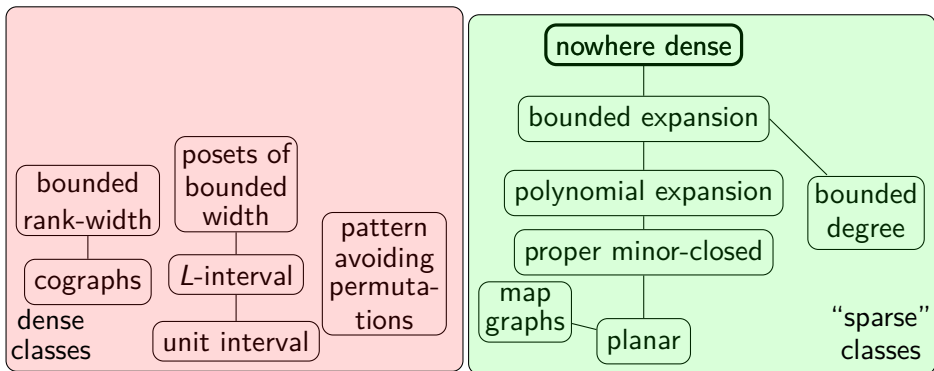 posets of
bounded
width
bounded
rank-width
pattern
avoiding
permuta-
tions
cographs
L-interval
unit interval
dense
classes
nowhere dense
bounded expansion
polynomial expansion
bounded
degree
proper minor-closed
map
graphs
planar
“sparse”
classes